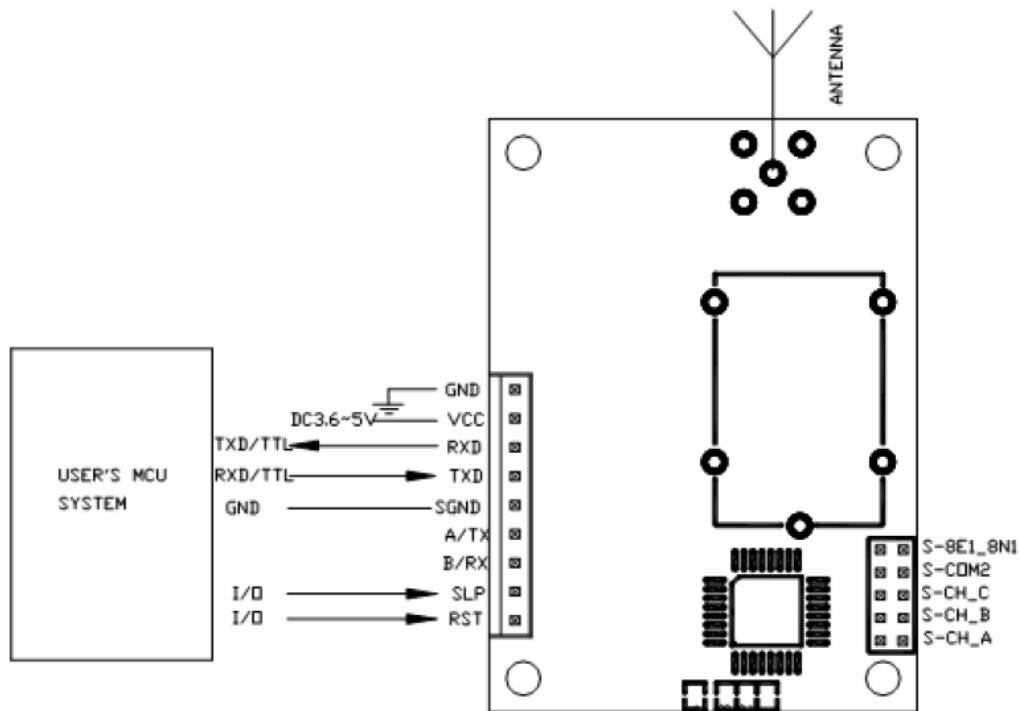 ANTENNA
GND
DC3.6~5V VCC
TXD/TTL RXD
RXD/TTL TXD
USER'S MCU
SYSTEM
GND SGND
A/TX
B/RX
I/O SLP
I/O RST
S-8E1_8N1
S-COM2
S-CH_C
S-CH_B
S-CH_A